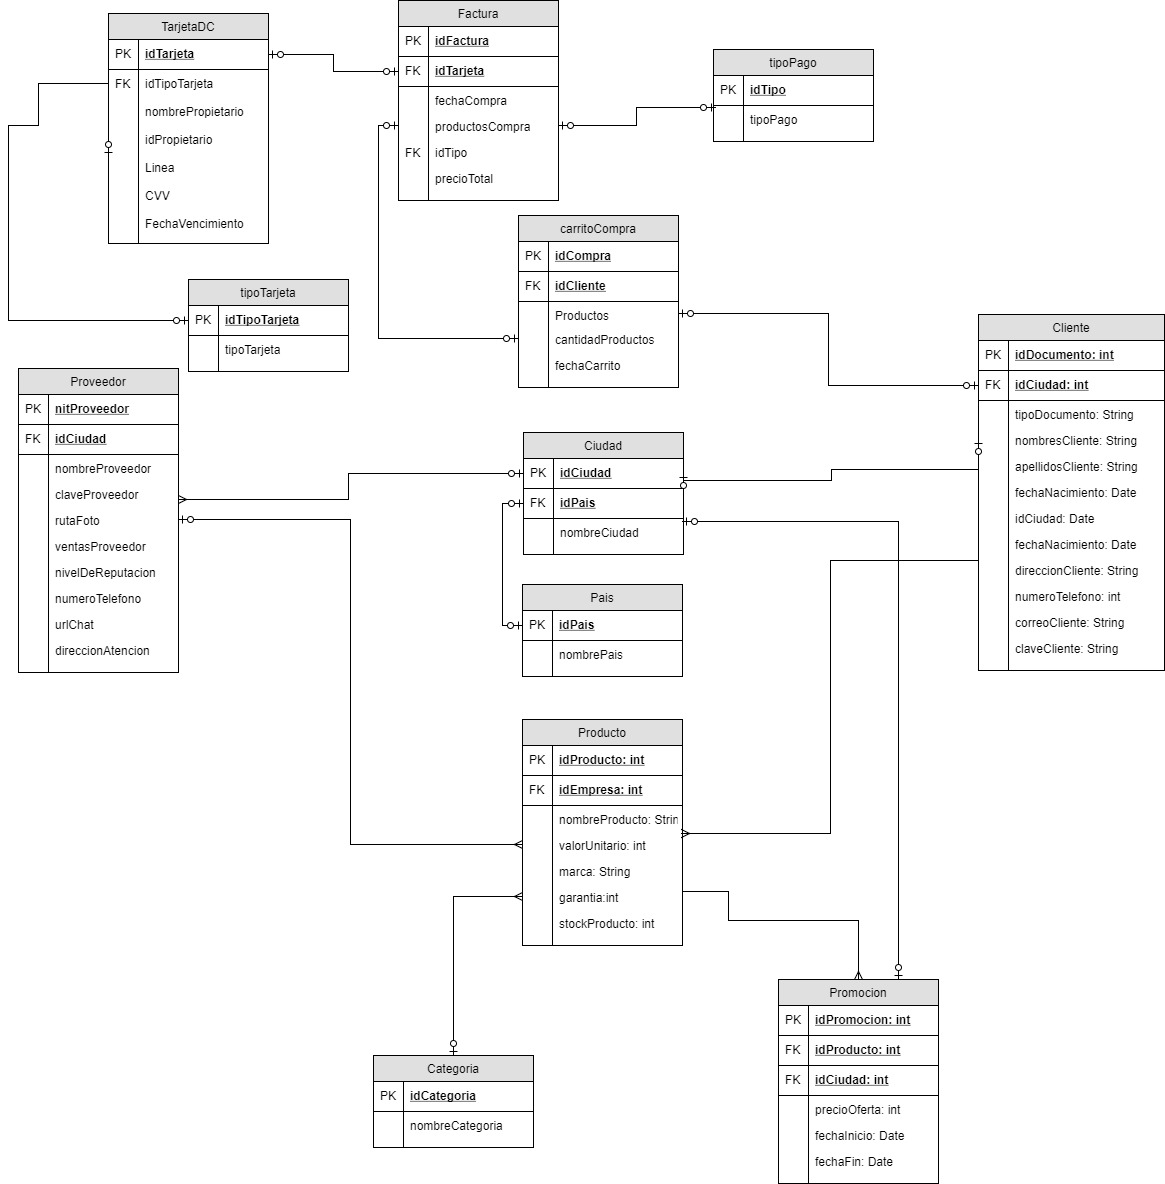 TarjetaDC
PK idTarjeta
FK idTipoTarjeta
nombrePropietario
idPropietario
Linea
CVV
FechaVencimiento
Factura
PK idFactura
FK idTarjeta
fechaCompra
productosCompra
FK idTipo
precioTotal
tipoPago
PK idTipo
tipoPago
carritoCompra
PK idCompra
FK idCliente
Productos
cantidadProductos
fechaCarrito
tipoTarjeta
PK idTipoTarjeta
tipoTarjeta
Cliente
PK idDocumento: int
FK idCiudad: int
tipoDocumento: String
nombresCliente: String
apellidosCliente: String
fechaNacimiento: Date
idCiudad: Date
fechaNacimiento: Date
direccionCliente: String
numeroTelefono: int
correoCliente: String
claveCliente: String
Proveedor
PK nitProveedor
FK idCiudad
nombreProveedor
claveProveedor
rutaFoto
ventasProveedor
nivelDeReputacion
numeroTelefono
urlChat
direccionAtencion
Ciudad
PK idCiudad
FK idPais
nombreCiudad
Pais
PK idPais
nombrePais
Producto
PK idProducto: int
FK idEmpresa: int
nombreProducto: Strin
valorUnitario: int
marca: String
garantia:int
stockProducto: int
Promocion
PK idPromocion: int
FK idProducto: int
FK idCiudad: int
precioOferta: int
fechaInicio: Date
fechaFin: Date
Categoria
PK idCategoria
nombreCategoria